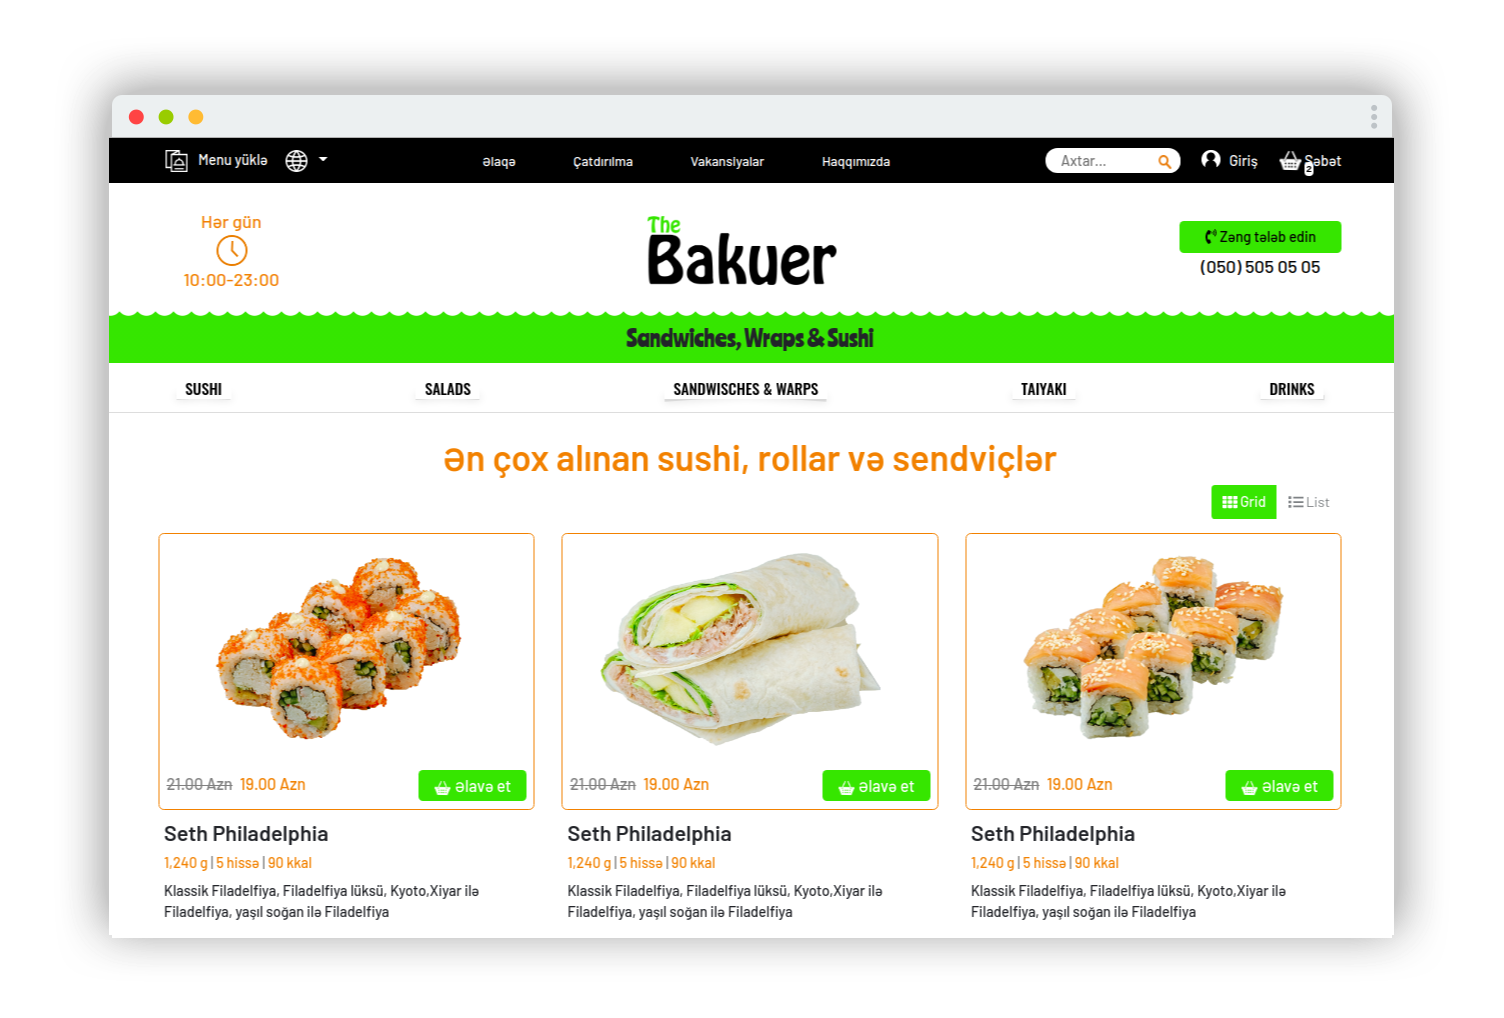 Menu yüklə
Əlaqə Çatdırılma Vakansiyalar Haqqımızda
Axtar...
Giriş
Səbət
2
Hər gün
10:00-23:00
The
Bakuer
Zəng tələb edin
(050) 505 05 05
Sandwiches, Wraps & Sushi
SUSHI SALADS SANDWISCHES & WARPS TAIYAKI DRINKS
Ən çox alınan sushi, rollar və sendviçlər
Grid List
21.00 Azn 19.00 Azn Əlavə et
Seth Philadelphia
1,240 g | 5 hissə | 90 kkal
Klassik Filadelfiya, Filadelfiya lüksü, Kyoto,Xiyar ilə
Filadelfiya, yaşıl soğan ilə Filadelfiya
21.00 Azn 19.00 Azn Əlavə et
Seth Philadelphia
1,240 g | 5 hissə | 90 kkal
Klassik Filadelfiya, Filadelfiya lüksü, Kyoto,Xiyar ilə
Filadelfiya, yaşıl soğan ilə Filadelfiya
21.00 Azn 19.00 Azn Əlavə et
Seth Philadelphia
1,240 g | 5 hissə | 90 kkal
Klassik Filadelfiya, Filadelfiya lüksü, Kyoto,Xiyar ilə
Filadelfiya, yaşıl soğan ilə Filadelfiya